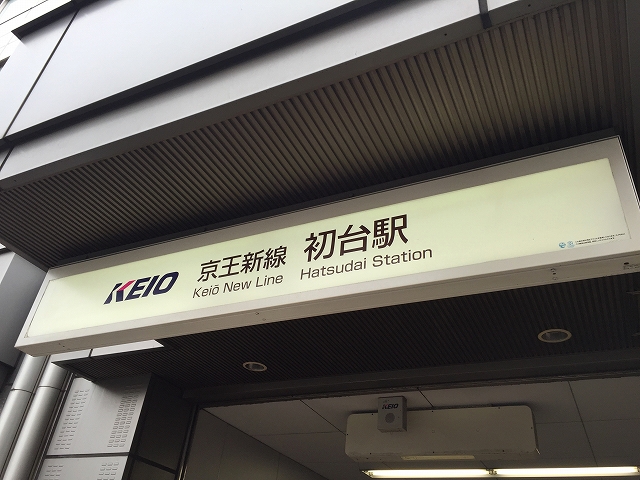 KEIO 京王新線 初台駅
Keiō New Line Hatsudai Station
KEIO